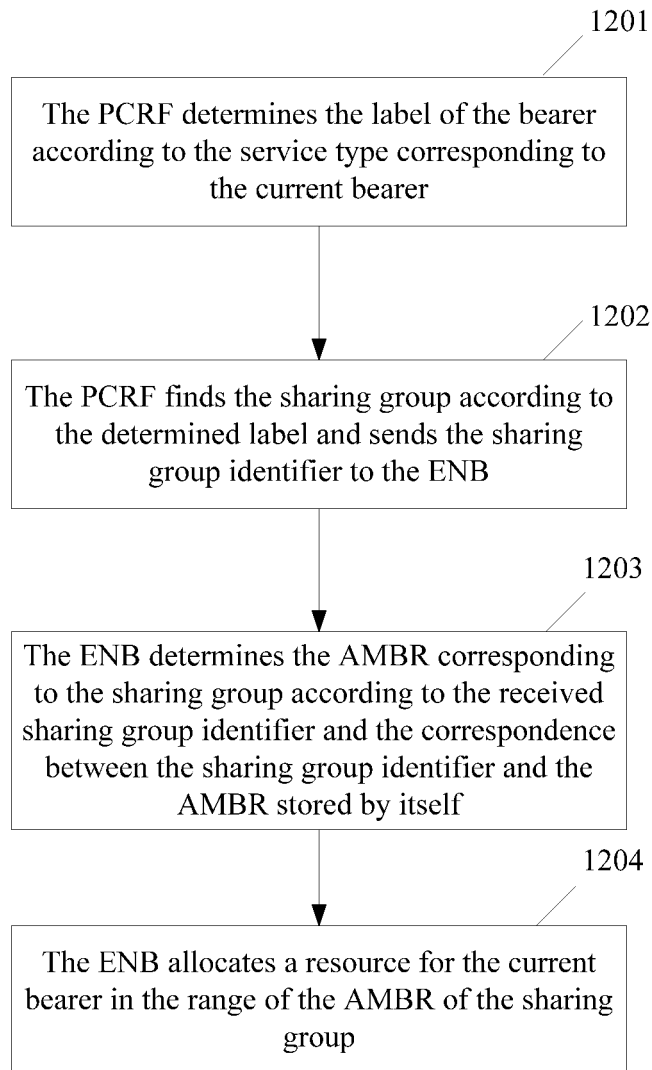 1201
The PCRF determines the label of the bearer
according to the service type corresponding to
the current bearer
1202
The PCRF finds the sharing group according to
the determined label and sends the sharing
group identifier to the ENB
1203
The ENB determines the AMBR corresponding
to the sharing group according to the received
sharing group identifier and the correspondence
between the sharing group identifier and the
AMBR stored by itself
1204
The ENB allocates a resource for the current
bearer in the range of the AMBR of the sharing
group